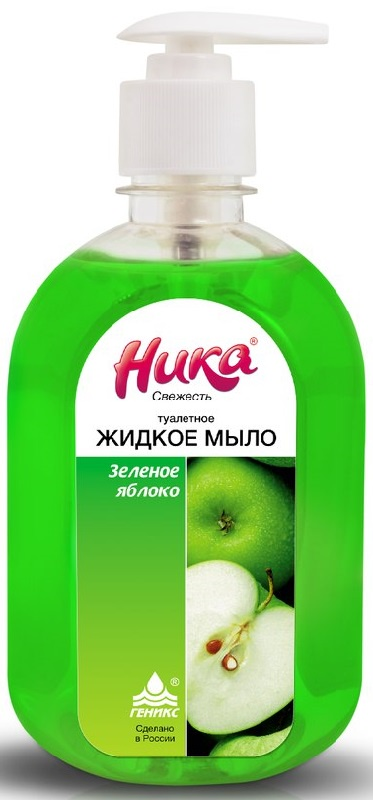 Ника®
Свежесть
туалетное
ЖИДКОЕ МЫЛО
Зеленое
яблоко
®
ГЕНИКС
Сделано
в России